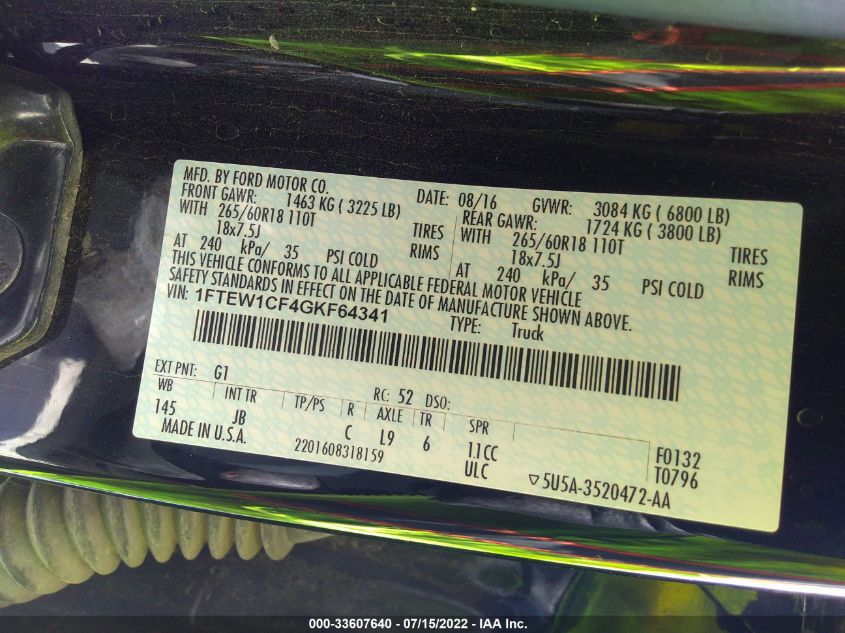 MFD. BY FORD MOTOR CO. DATE: 08/16 GVWR: 3084 KG ( 6800 LB)
FRONT GAWR: 1463 KG ( 3225 LB) REAR GAWR: 1724 KG ( 3800 LB)
WITH 265/60R18 110T TIRES WITH 265/60R18 110T TIRES
18x7.5J RIMS 18x7.5J RIMS
AT 240 kPa/ 35 PSI COLD AT 240 kPa/ 35 PSI COLD
THIS VEHICLE CONFORMS TO ALL APPLICABLE FEDERAL MOTOR VEHICLE
SAFETY STANDARDS IN EFFECT ON THE DATE OF MANUFACTURE SHOWN ABOVE.
VIN: 1FTEW1CF4GKF64341 TYPE: Truck
EXT PNT: G1 RC: 52 DSO:
WB INT TR TP/PS R AXLE TR SPR
145 JB C L9 6 1.1CC F0132
MADE IN U.S.A. 2201608318159 ULC ▽5U5A-3520472-AA T0796
000-33607640 - 07/15/2022 - IAA Inc.